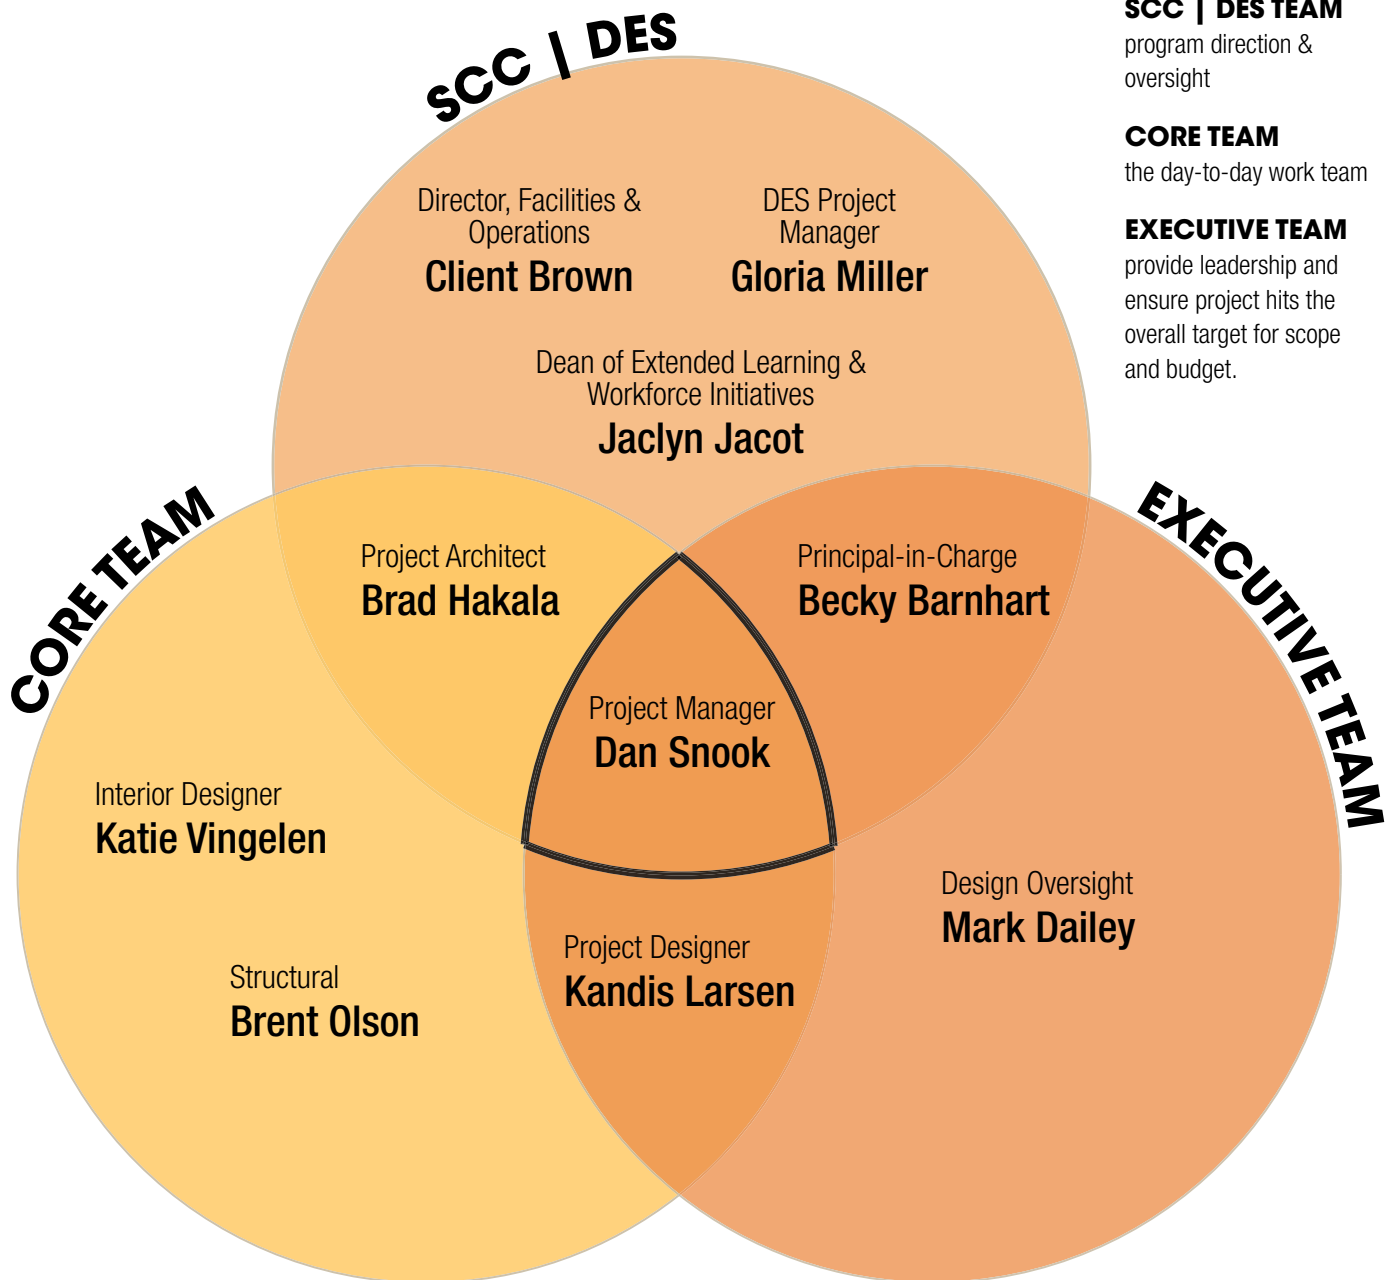 SCC | DES
SCC | DES TEAM
program direction &
oversight
CORE TEAM
the day-to-day work team
EXECUTIVE TEAM
provide leadership and
ensure project hits the
overall target for scope
and budget.
Director, Facilities &
Operations
Client Brown
DES Project
Manager
Gloria Miller
Dean of Extended Learning &
Workforce Initiatives
Jaclyn Jacot
CORE TEAM
EXECUTIVE TEAM
Project Architect
Brad Hakala
Principal-in-Charge
Becky Barnhart
Project Manager
Dan Snook
Interior Designer
Katie Vingelen
Design Oversight
Mark Dailey
Project Designer
Kandis Larsen
Structural
Brent Olson